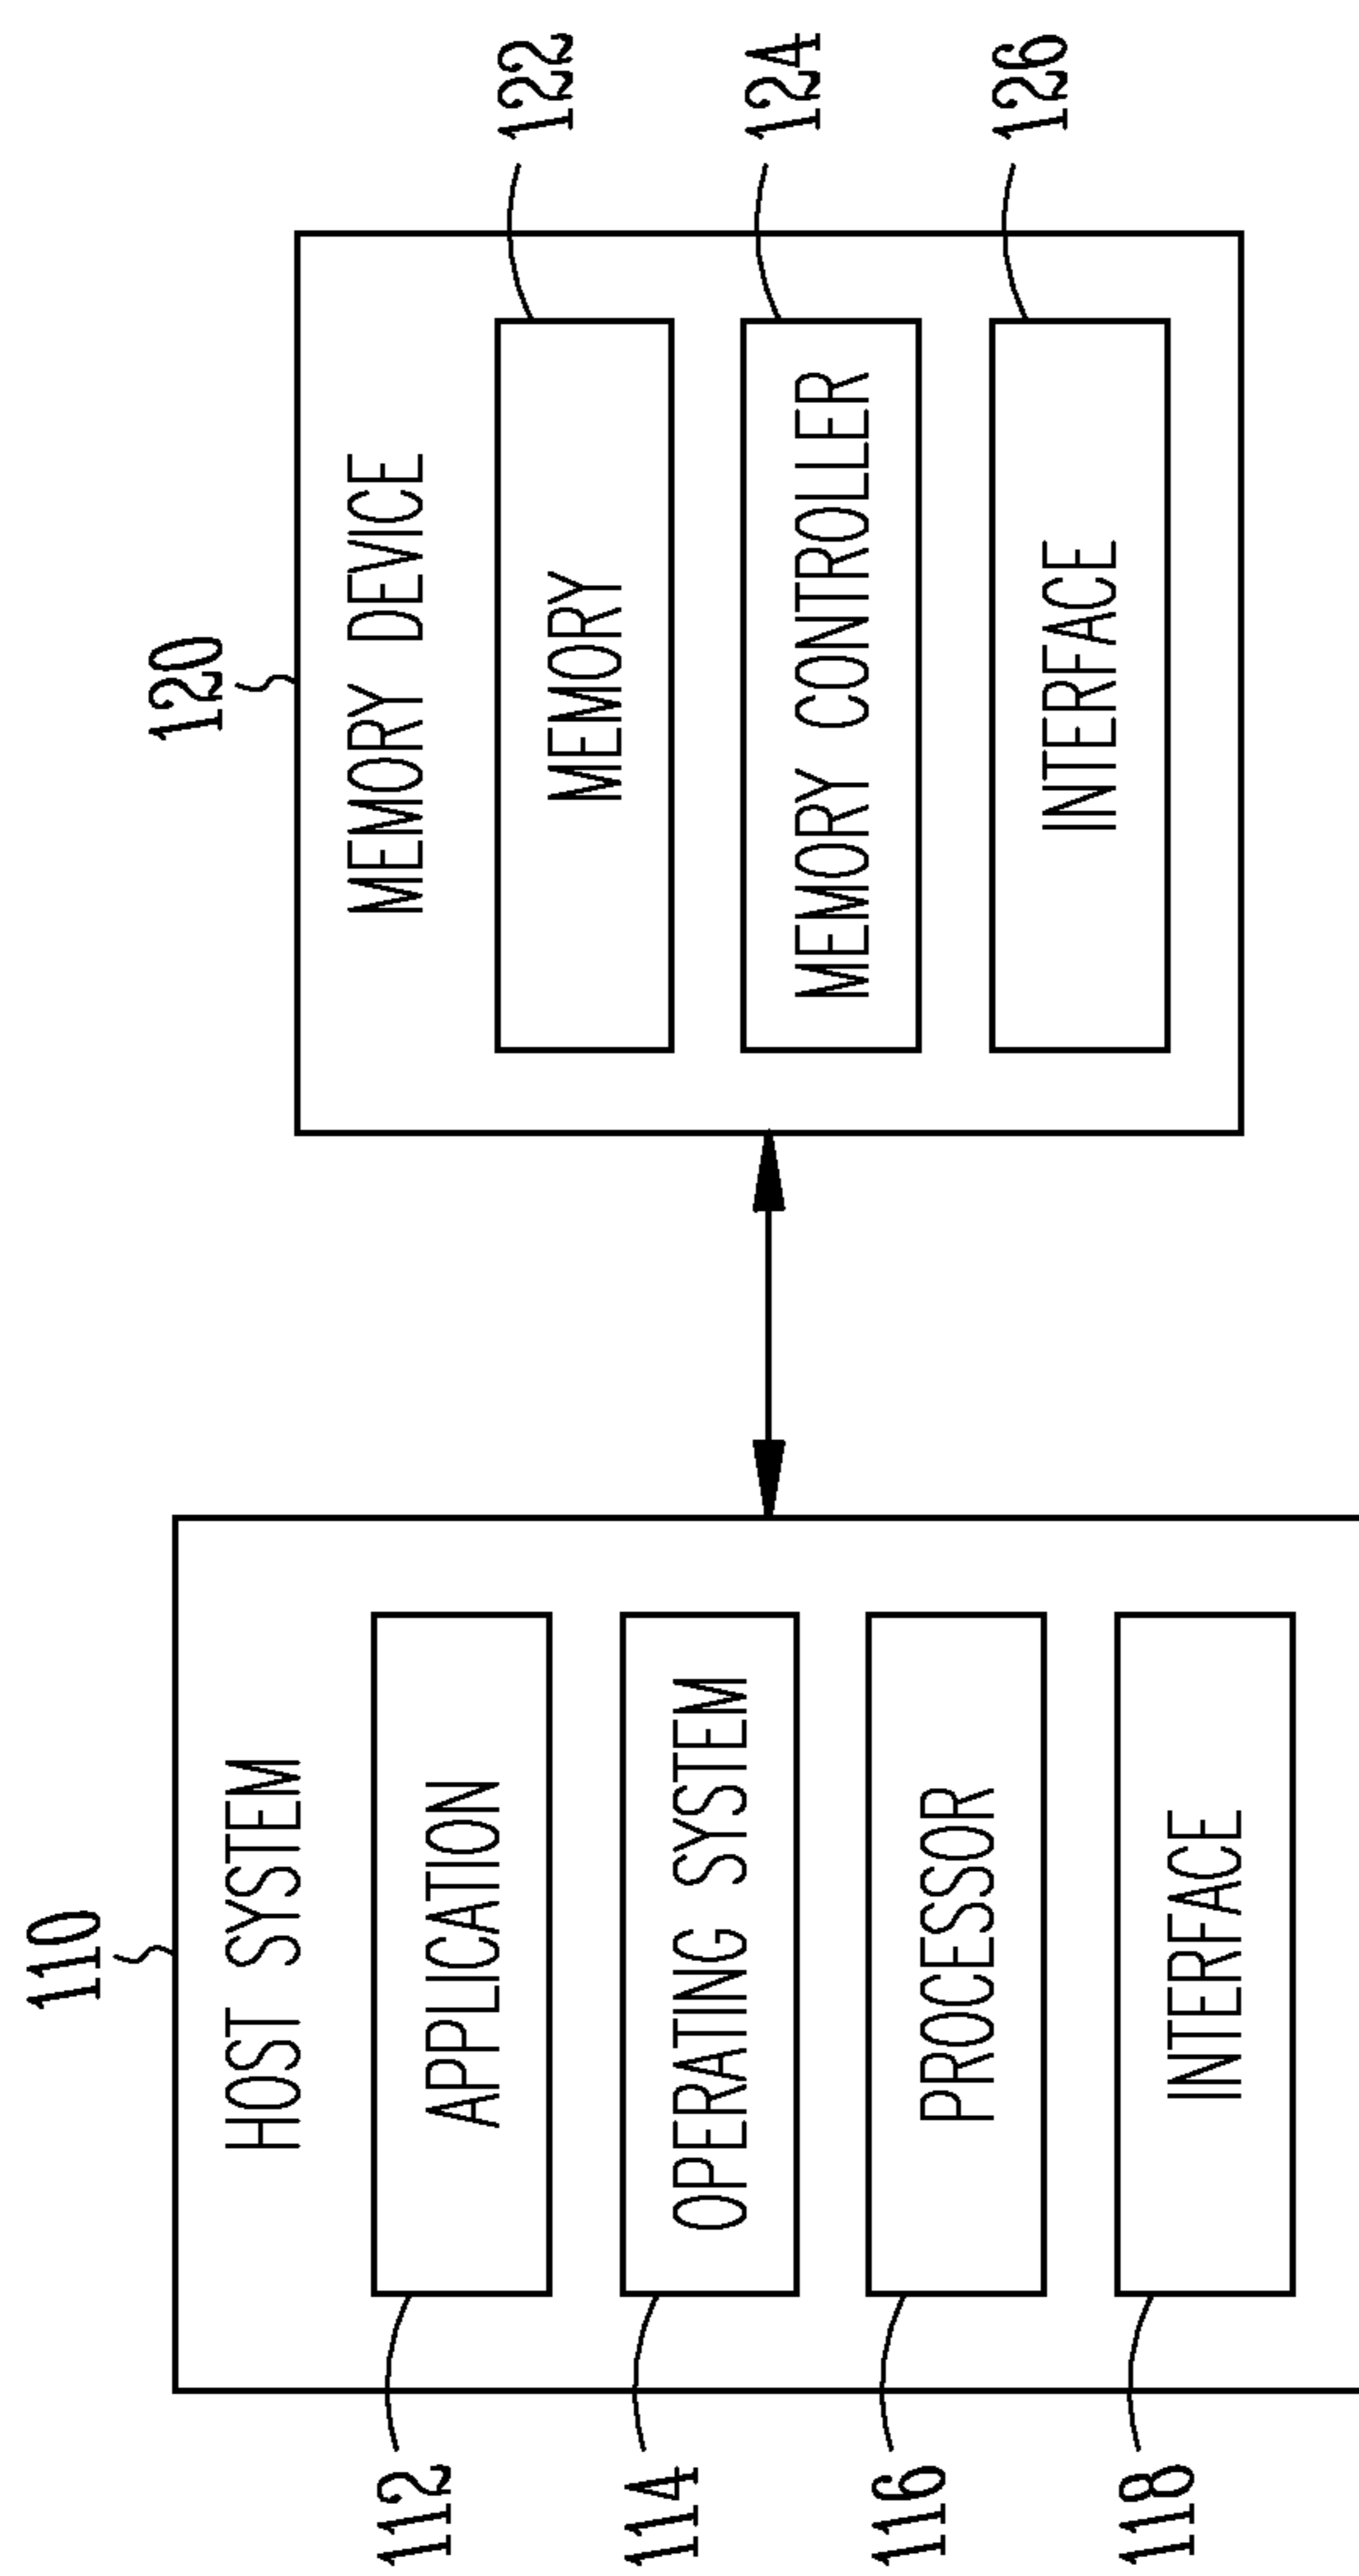 110
HOST SYSTEM
112
APPLICATION
114
OPERATING SYSTEM
116
PROCESSOR
118
INTERFACE
120
MEMORY DEVICE
MEMORY
122
MEMORY CONTROLLER
124
INTERFACE
126